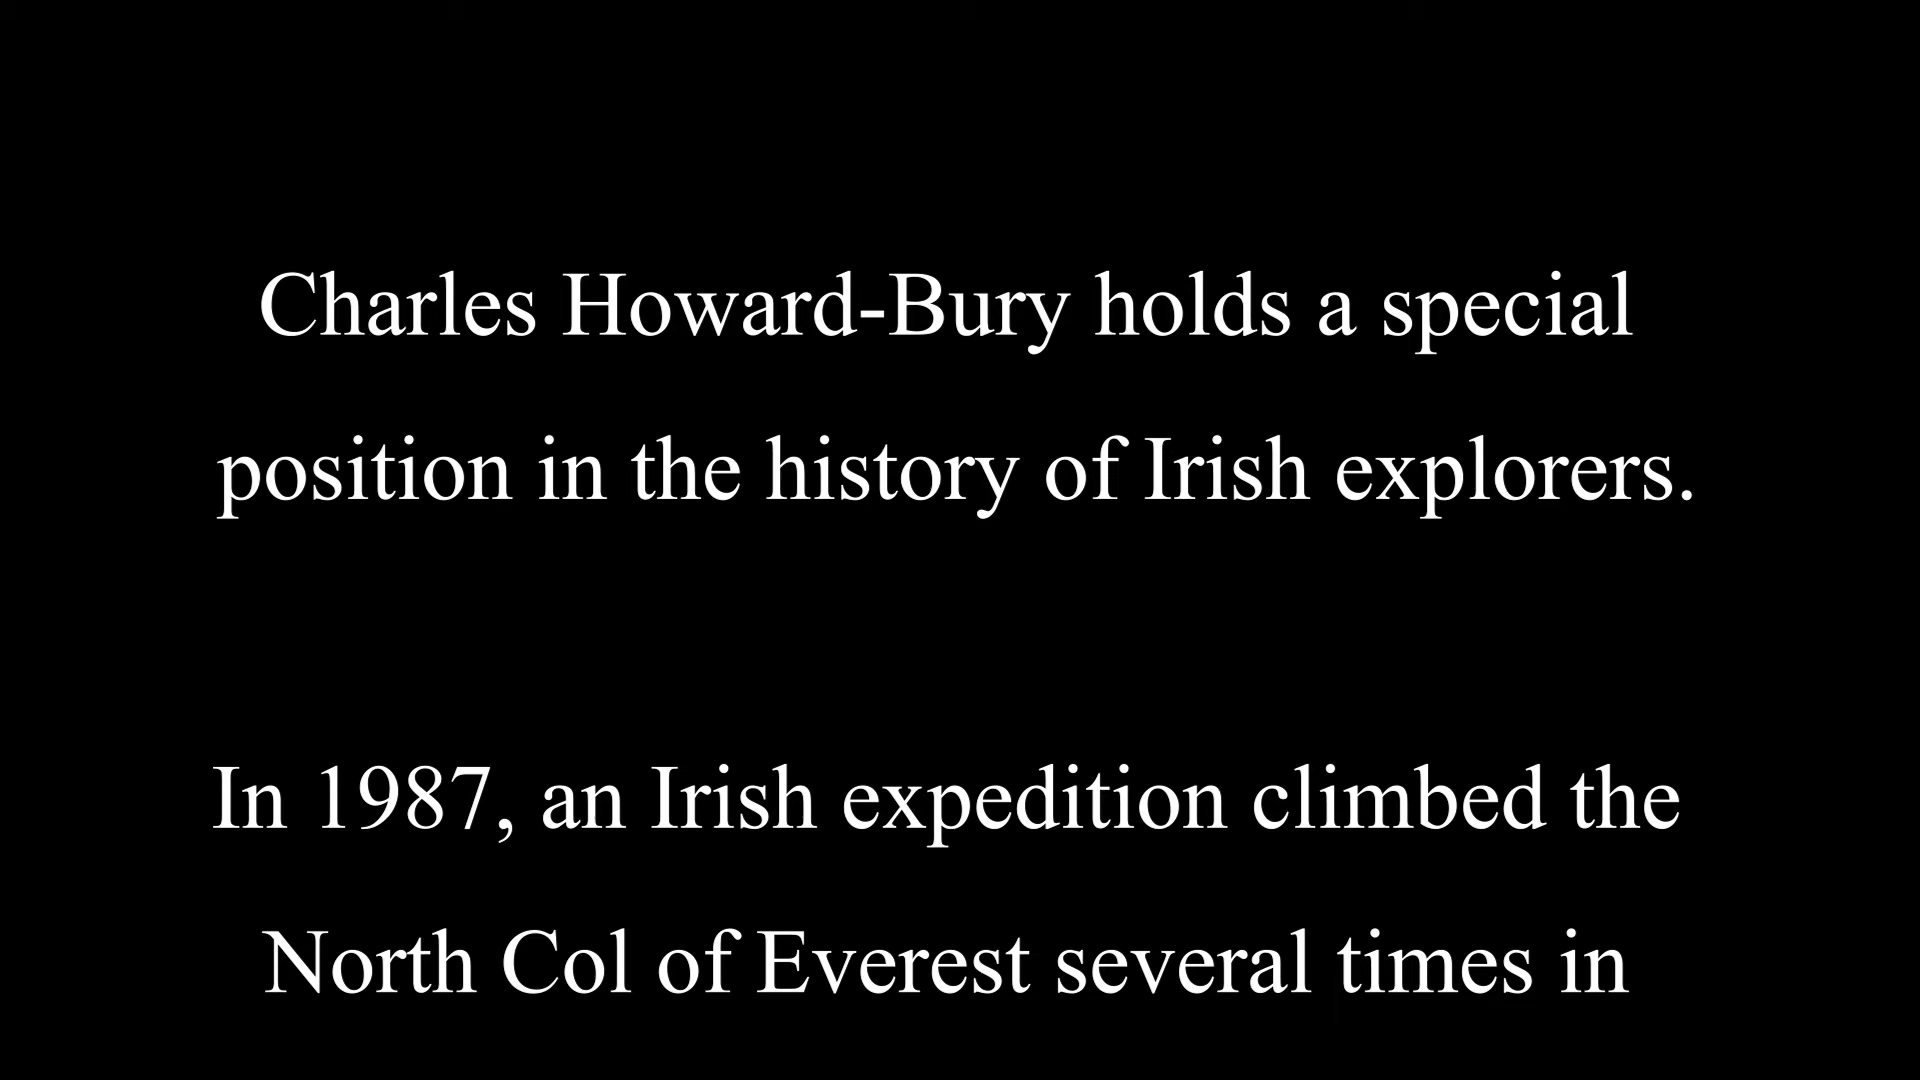 Charles Howard-Bury holds a special
position in the history of Irish explorers.
In 1987, an Irish expedition climbed the
North Col of Everest several times in